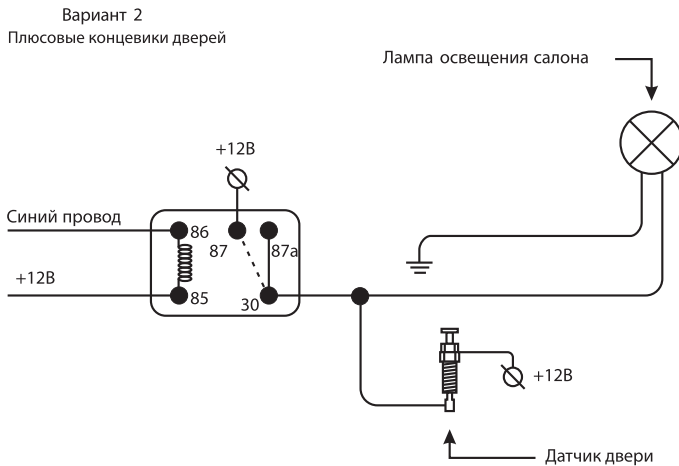 Вариант 2
Плюсовые концевики дверей
Лампа освещения салона
+12В
Синий провод
86
87
87а
+12В
85
30
+12В
Датчик двери